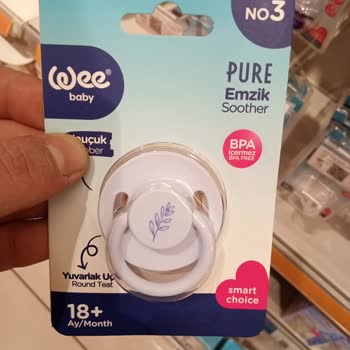 NO3
wee
baby
PURE
Emzik
Soother
BPA
içermez
BPA FREE
Yuvarlak Uç
Round Teat
18+
Ay/Month
smart
choice